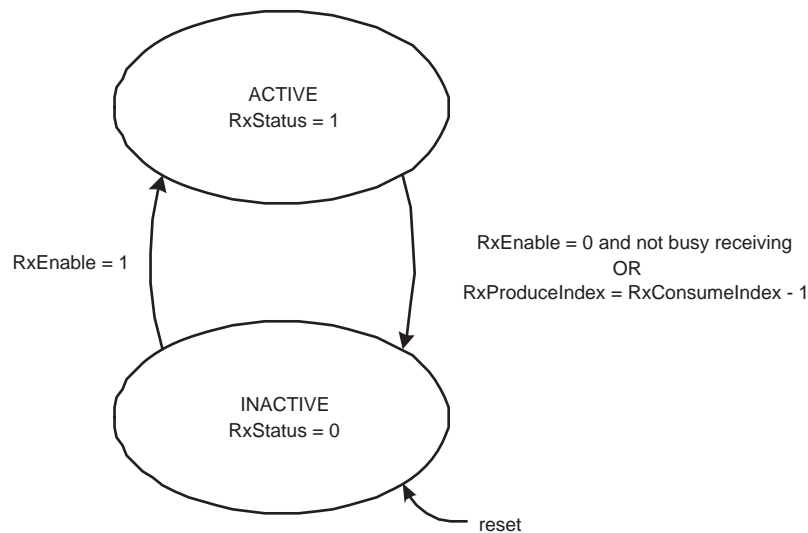 ACTIVE
RxStatus = 1
RxEnable = 1
RxEnable = 0 and not busy receiving
OR
RxProduceIndex = RxConsumeIndex - 1
INACTIVE
RxStatus = 0
reset